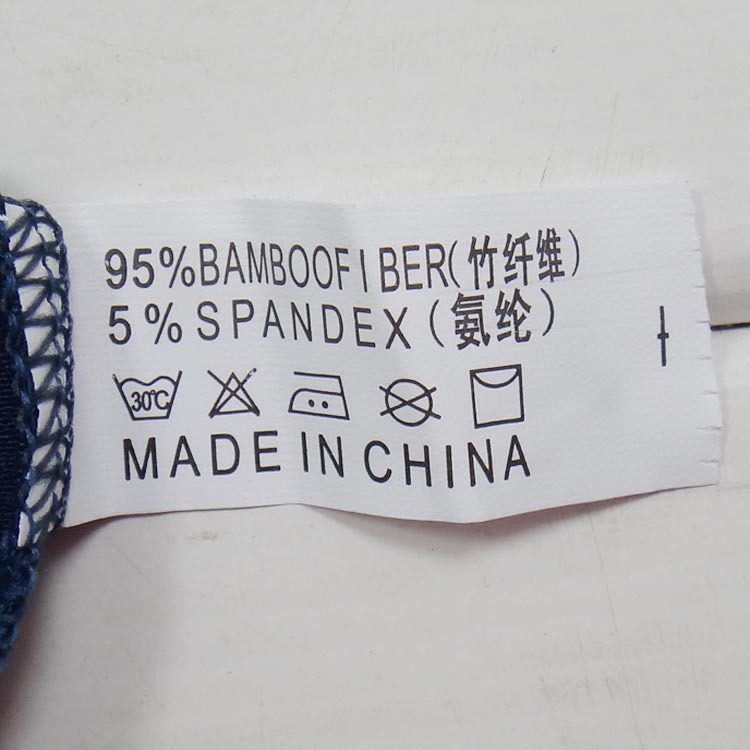 95%BAMBOOFIBER(竹纤维)
5%SPANDEX(氨纶)
30℃
MADE IN CHINA